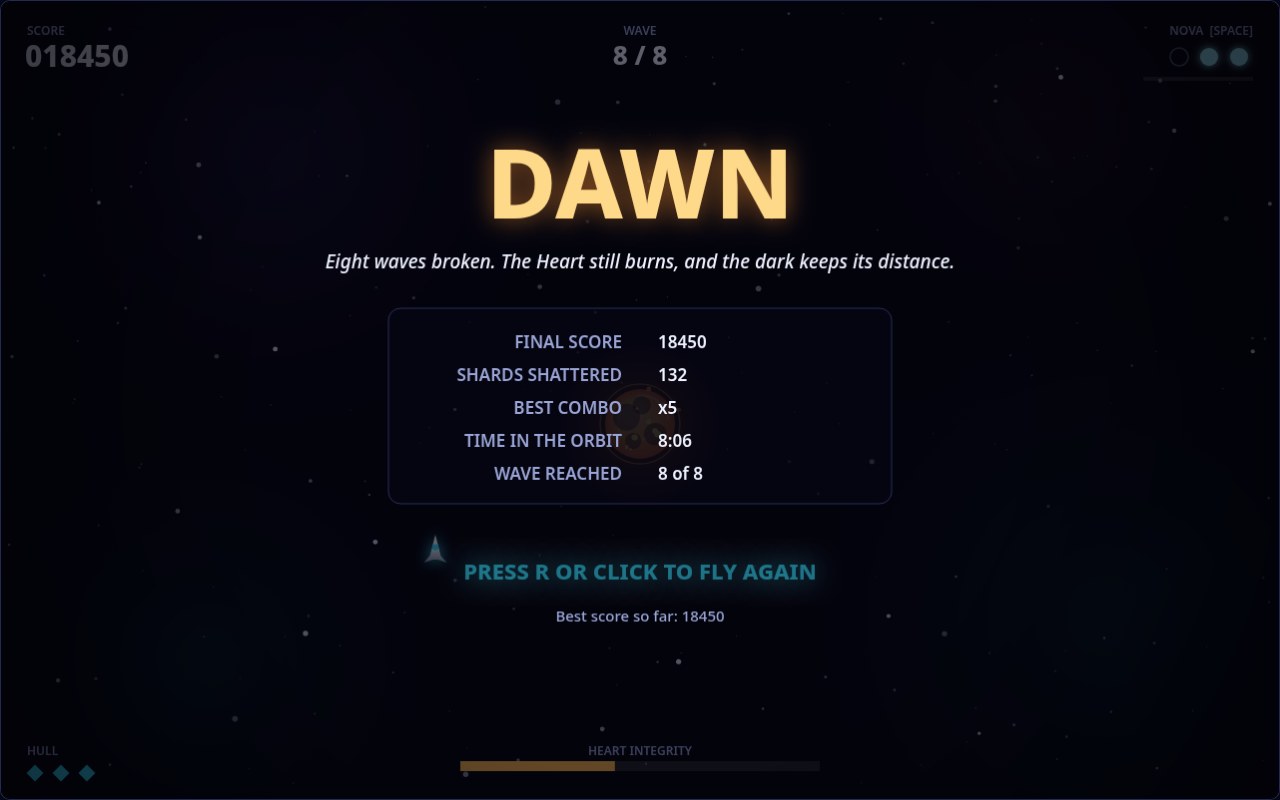 SCORE
018450
WAVE
8 / 8
NOVA [SPACE]
DAWN
Eight waves broken. The Heart still burns, and the dark keeps its distance.
FINAL SCORE 18450
SHARDS SHATTERED 132
BEST COMBO x5
TIME IN THE ORBIT 8:06
WAVE REACHED 8 of 8
PRESS R OR CLICK TO FLY AGAIN
Best score so far: 18450
HULL
HEART INTEGRITY